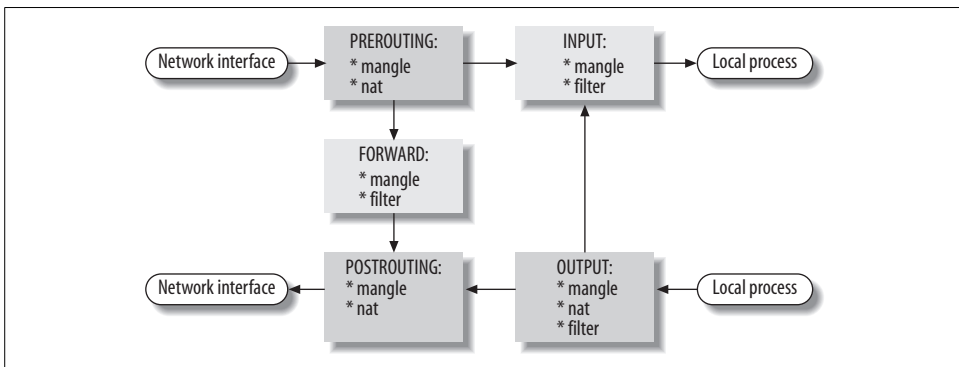 Network interface
PREROUTING:
* mangle
* nat
INPUT:
* mangle
* filter
Local process
FORWARD:
* mangle
* filter
Network interface
POSTROUTING:
* mangle
* nat
OUTPUT:
* mangle
* nat
* filter
Local process